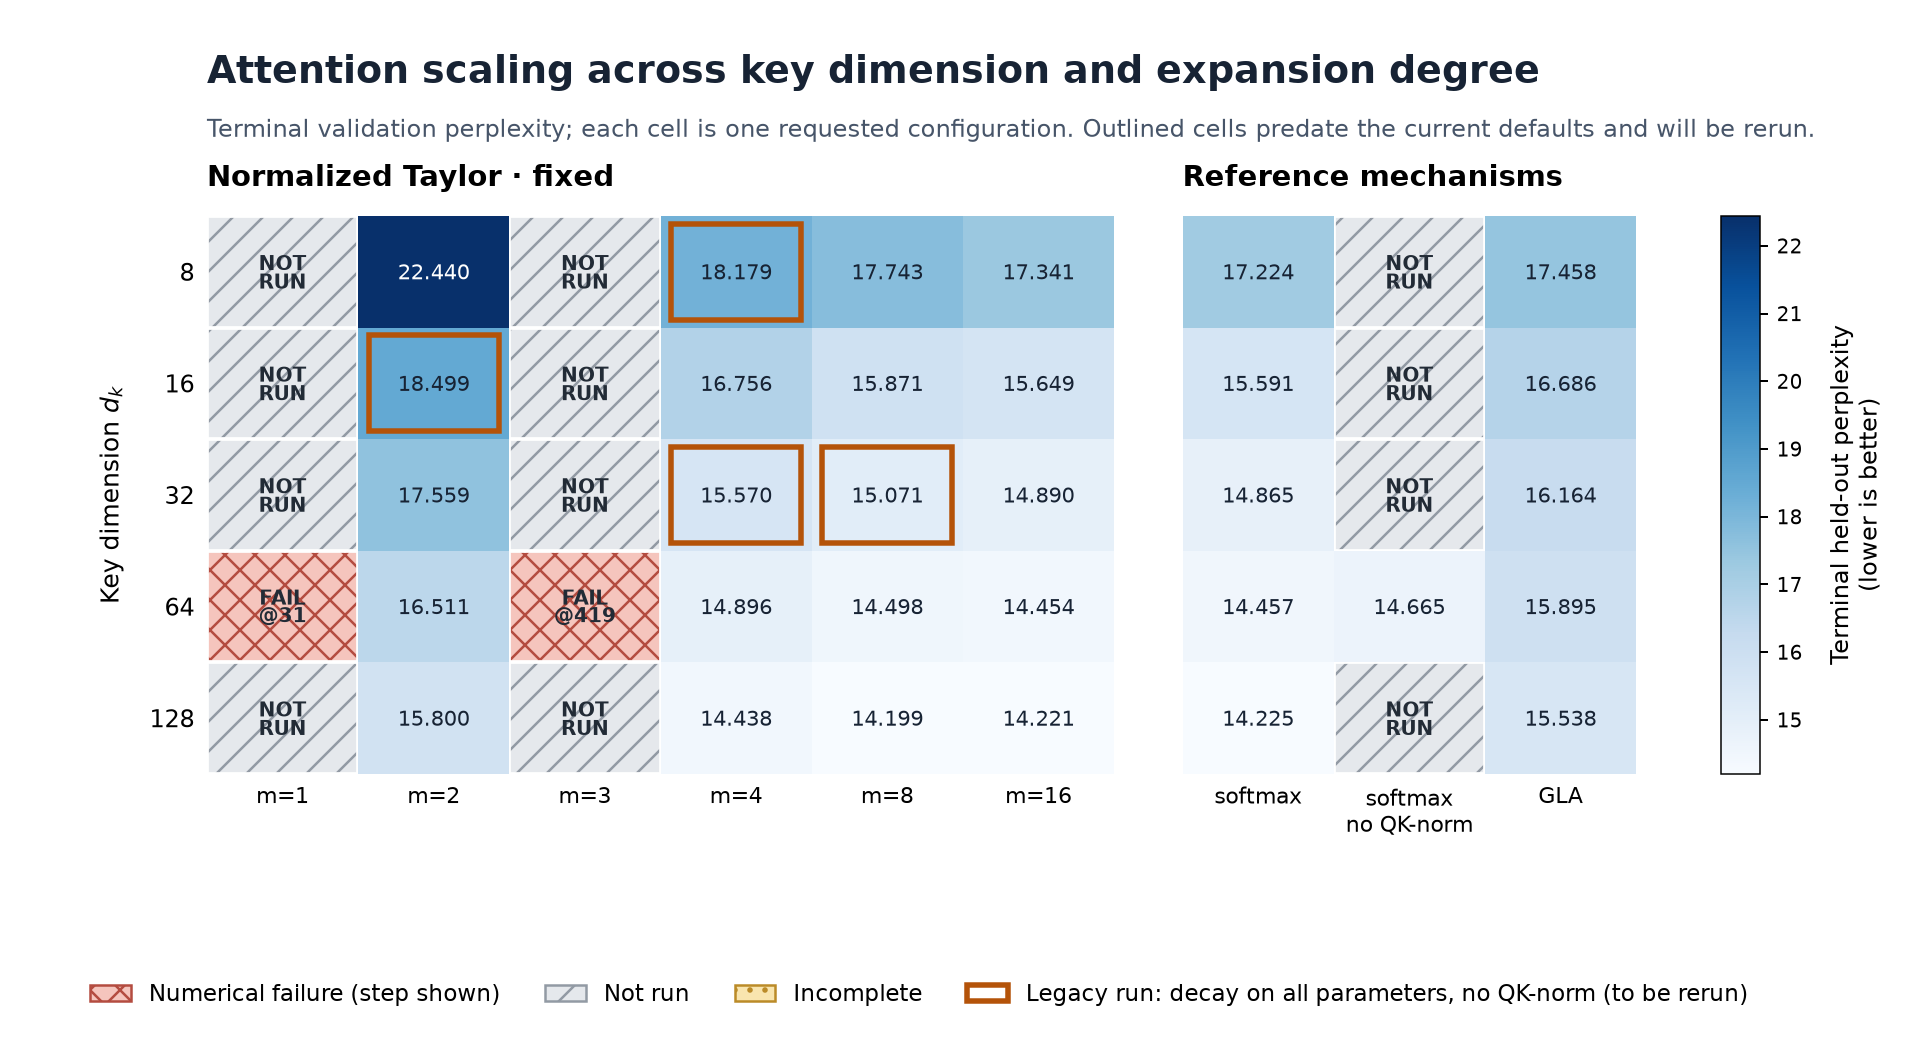 Attention scaling across key dimension and expansion degree
Terminal validation perplexity; each cell is one requested configuration. Outlined cells predate the current defaults and will be rerun.
Normalized Taylor · fixed
Reference mechanisms
Key dimension dₖ
8
NOT RUN
22.440
NOT RUN
18.179
17.743
17.341
17.224
NOT RUN
17.458
16
NOT RUN
18.499
NOT RUN
16.756
15.871
15.649
15.591
NOT RUN
16.686
32
NOT RUN
17.559
NOT RUN
15.570
15.071
14.890
14.865
NOT RUN
16.164
64
FAIL @31
16.511
FAIL @419
14.896
14.498
14.454
14.457
14.665
15.895
128
NOT RUN
15.800
NOT RUN
14.438
14.199
14.221
14.225
NOT RUN
15.538
m=1
m=2
m=3
m=4
m=8
m=16
softmax
softmax
no QK-norm
GLA
22
21
20
19
18
17
16
15
Terminal held-out perplexity
(lower is better)
Numerical failure (step shown)
Not run
Incomplete
Legacy run: decay on all parameters, no QK-norm (to be rerun)